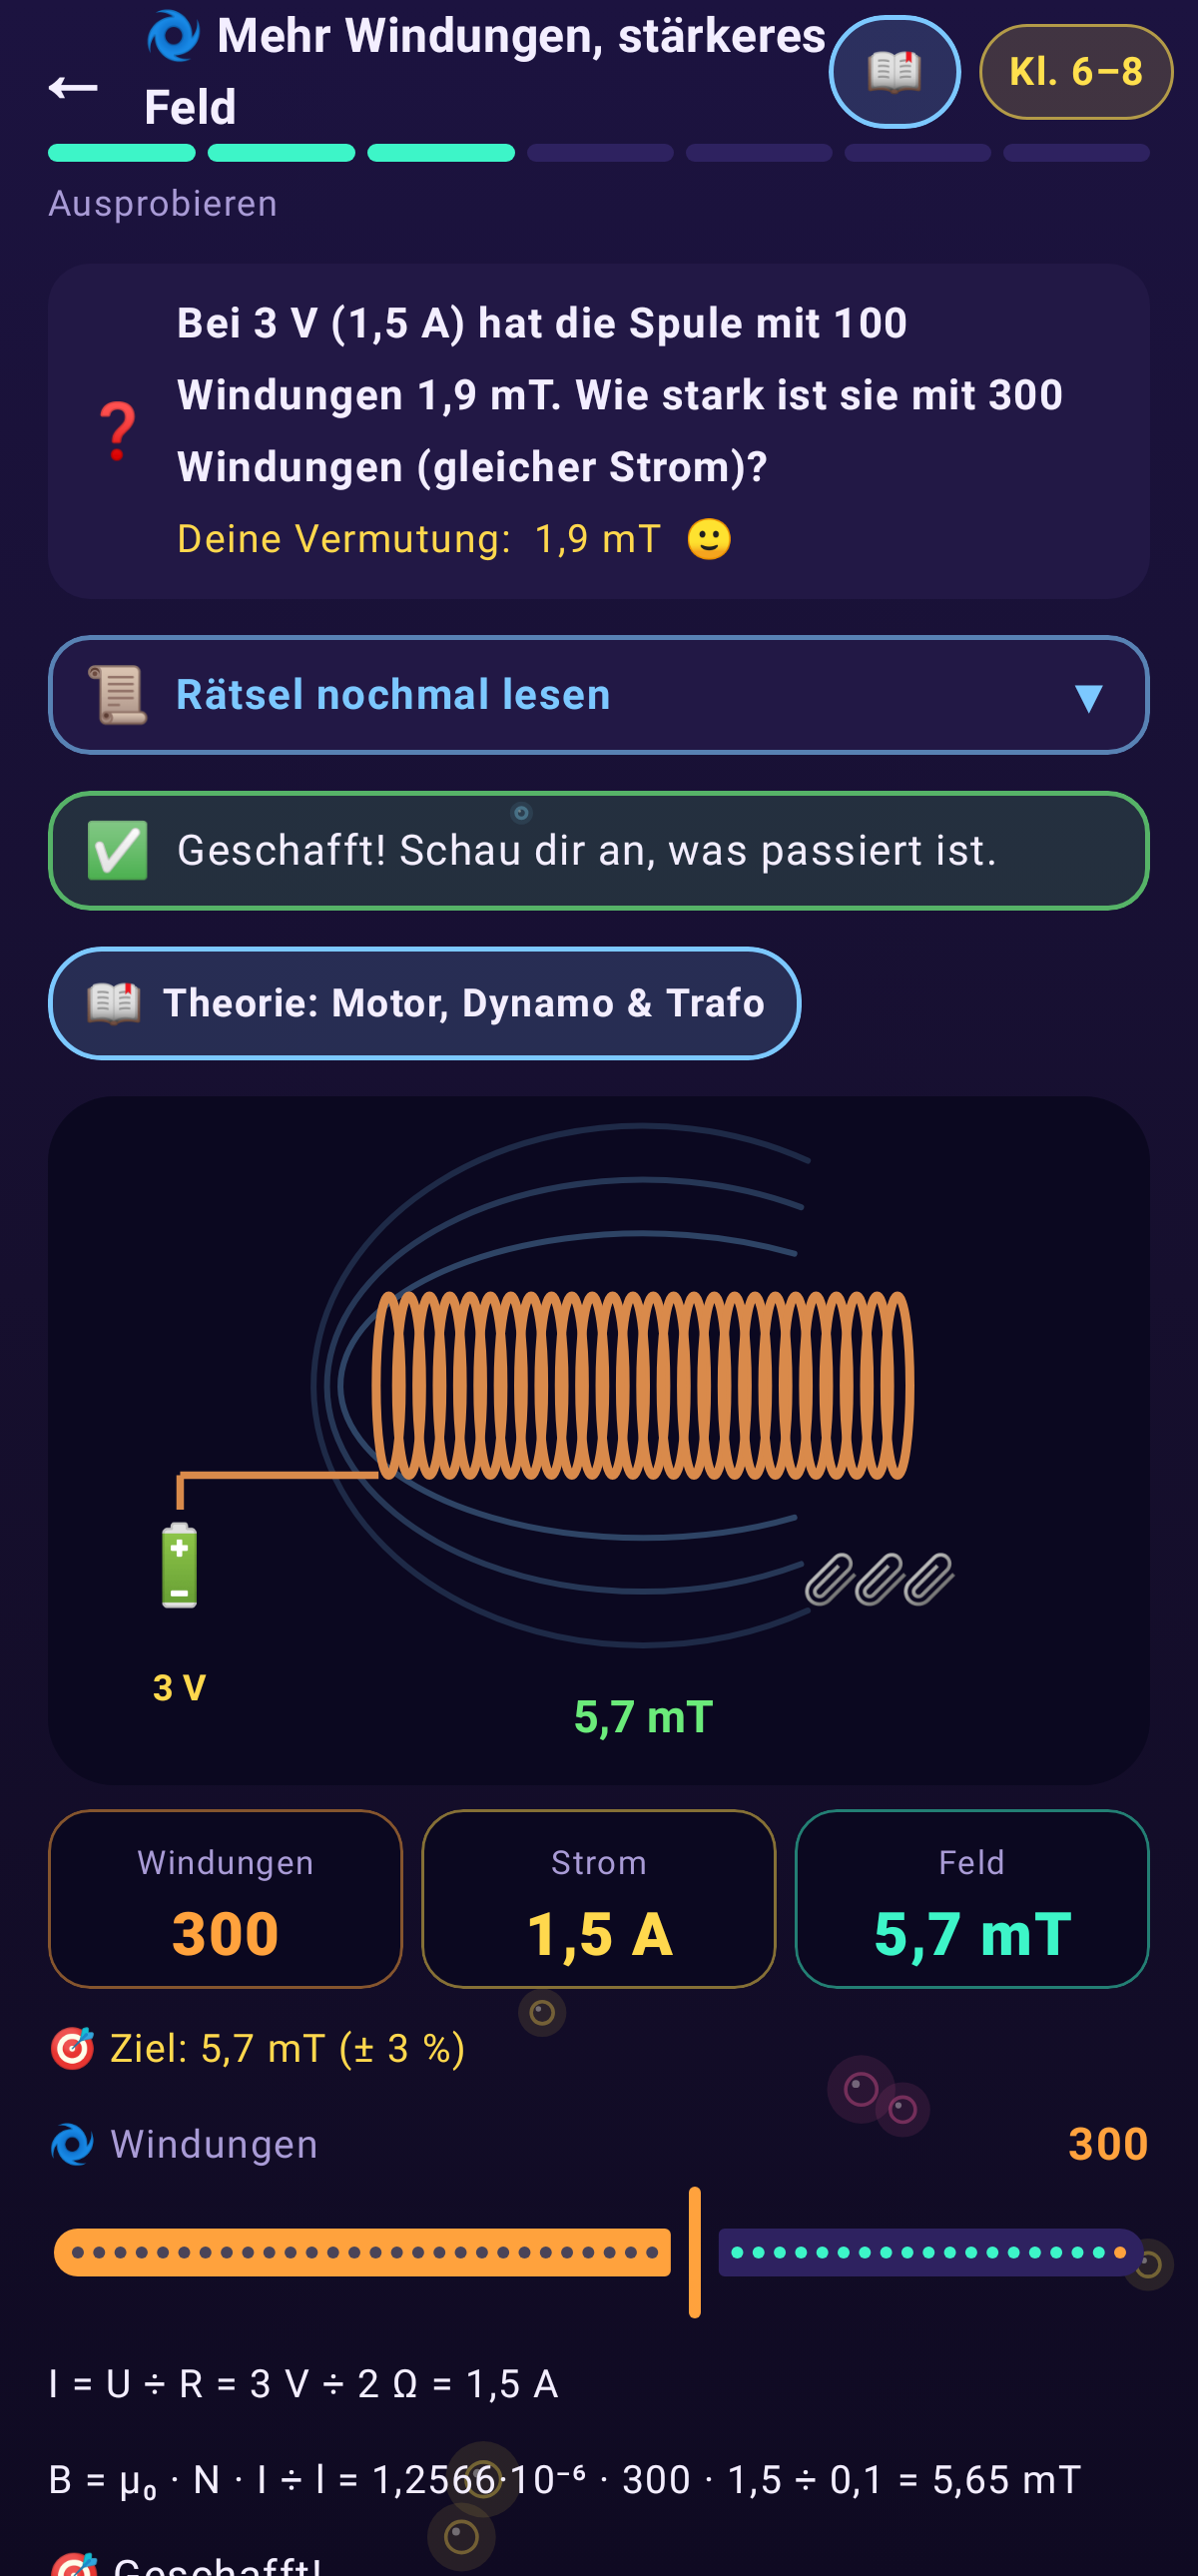 Mehr Windungen, stärkeres
Feld
Kl. 6–8
Ausprobieren
Bei 3 V (1,5 A) hat die Spule mit 100
Windungen 1,9 mT. Wie stark ist sie mit 300
Windungen (gleicher Strom)?
Deine Vermutung: 1,9 mT 🙂
Rätsel nochmal lesen
Geschafft! Schau dir an, was passiert ist.
Theorie: Motor, Dynamo & Trafo
3 V
5,7 mT
Windungen
300
Strom
1,5 A
Feld
5,7 mT
Ziel: 5,7 mT (± 3 %)
Windungen
300
I = U ÷ R = 3 V ÷ 2 Ω = 1,5 A
B = μ₀ · N · I ÷ l = 1,2566·10⁻⁶ · 300 · 1,5 ÷ 0,1 = 5,65 mT
Geschafft!